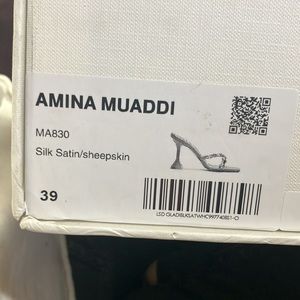 AMINA MUADDI
MA830
Silk Satin/sheepskin
39